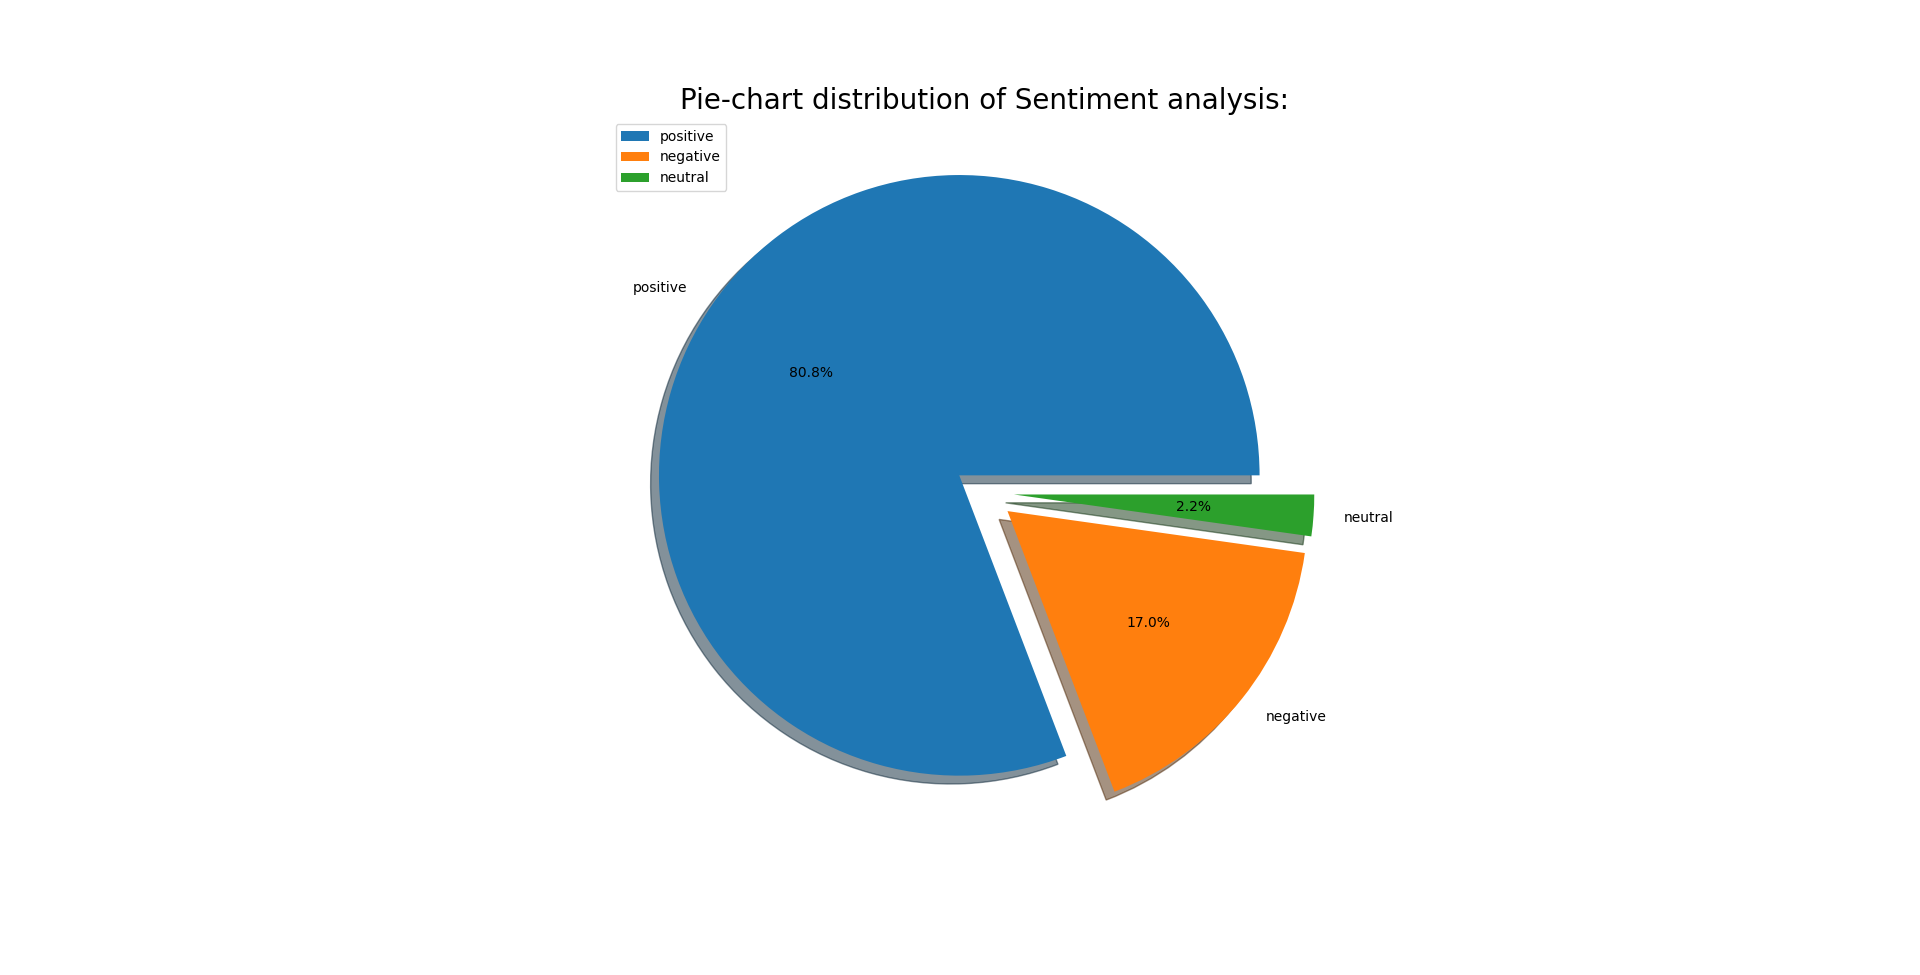 Pie-chart distribution of Sentiment analysis:
positive
negative
neutral
positive
80.8%
2.2%
neutral
17.0%
negative